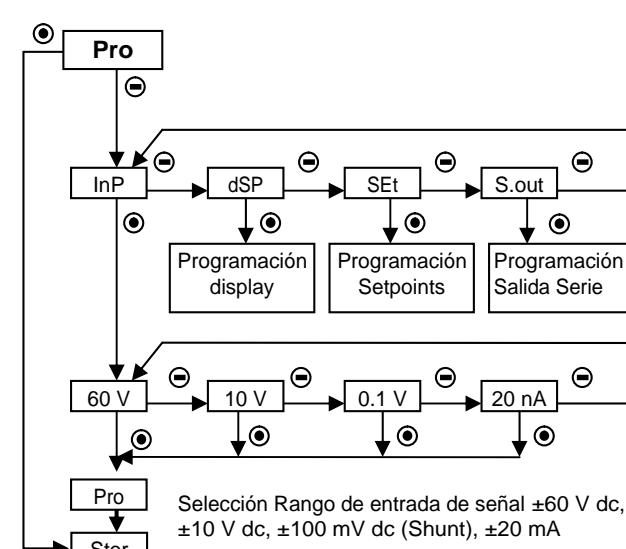 Pro
InP dSP SEt S.out
Programación Programación Programación
display Setpoints Salida Serie
60 V 10 V 0.1 V 20 nA
Pro
Selección Rango de entrada de señal ±60 V dc,
±10 V dc, ±100 mV dc (Shunt), ±20 mA